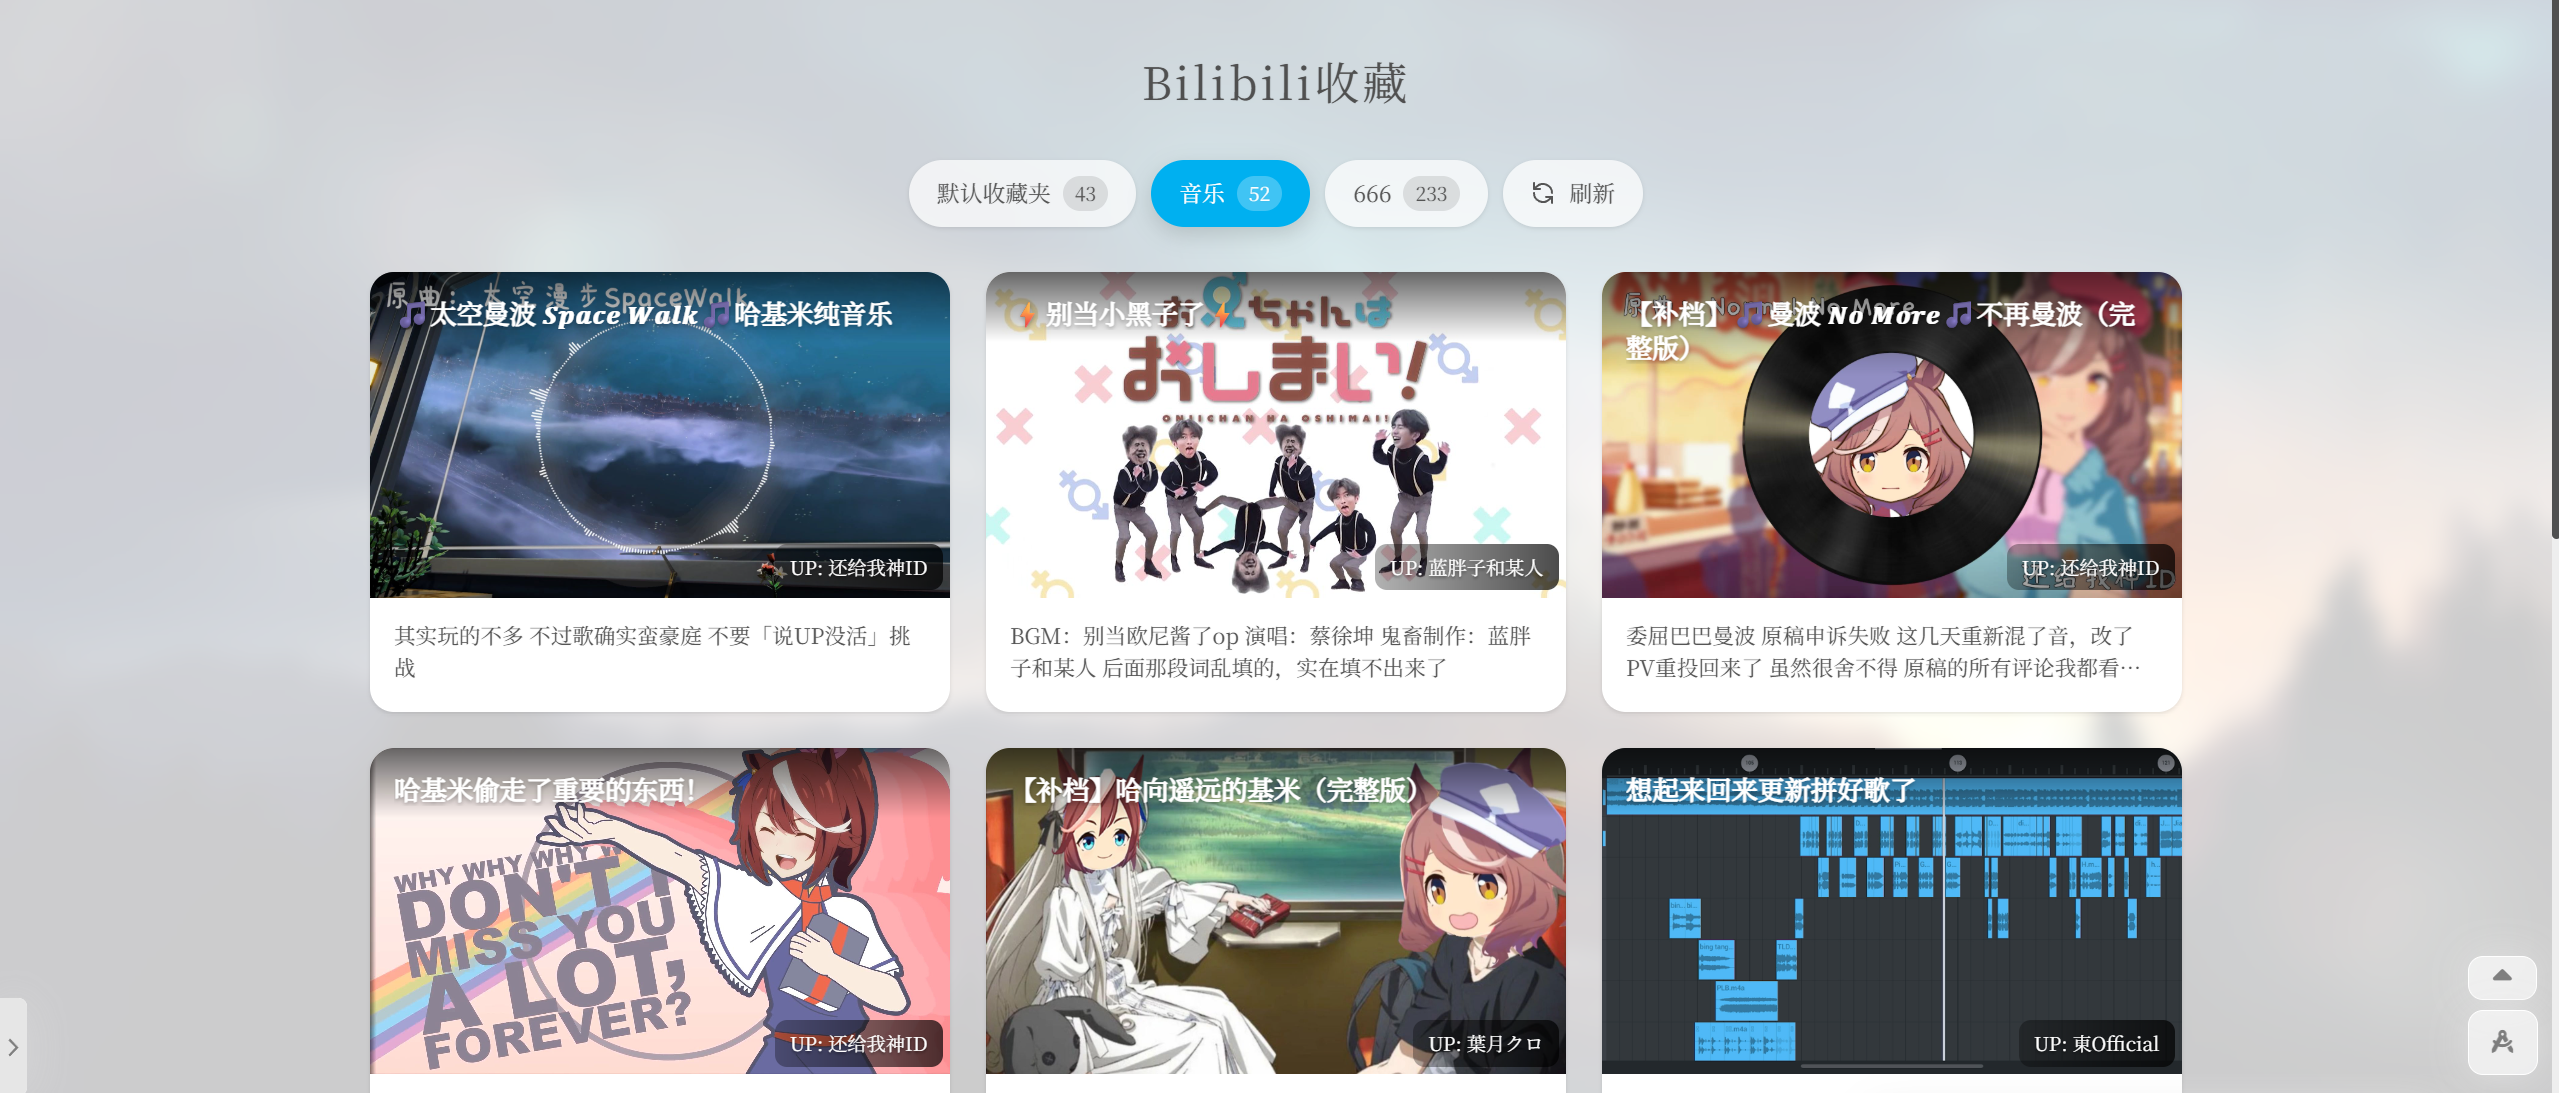 Bilibili收藏
默认收藏夹 43
音乐 52
666 233
刷新
原曲：太空漫步SpaceWalk
🎵太空曼波 Space Walk🎵哈基米纯音乐
UP: 还给我神ID
其实玩的不多 不过歌确实蛮豪庭 不要「说UP没活」挑
战
⚡别当小黑子了⚡
お兄ちゃんは
おしまい!
ONIICHAN HA OSHIMAI!
UP: 蓝胖子和某人
BGM：别当欧尼酱了op 演唱：蔡徐坤 鬼畜制作：蓝胖
子和某人 后面那段词乱填的，实在填不出来了
【补档】🎵曼波 No More🎵不再曼波（完
整版）
还给我神ID
UP: 还给我神ID
委屈巴巴曼波 原稿申诉失败 这几天重新混了音，改了
PV重投回来了 虽然很舍不得 原稿的所有评论我都看…
哈基米偷走了重要的东西！
WHY WHY WHY
DON'T I
MISS YOU
A LOT,
FOREVER?
UP: 还给我神ID
【补档】哈向遥远的基米（完整版）
UP: 葉月クロ
想起来回来更新拼好歌了
UP: 東Official